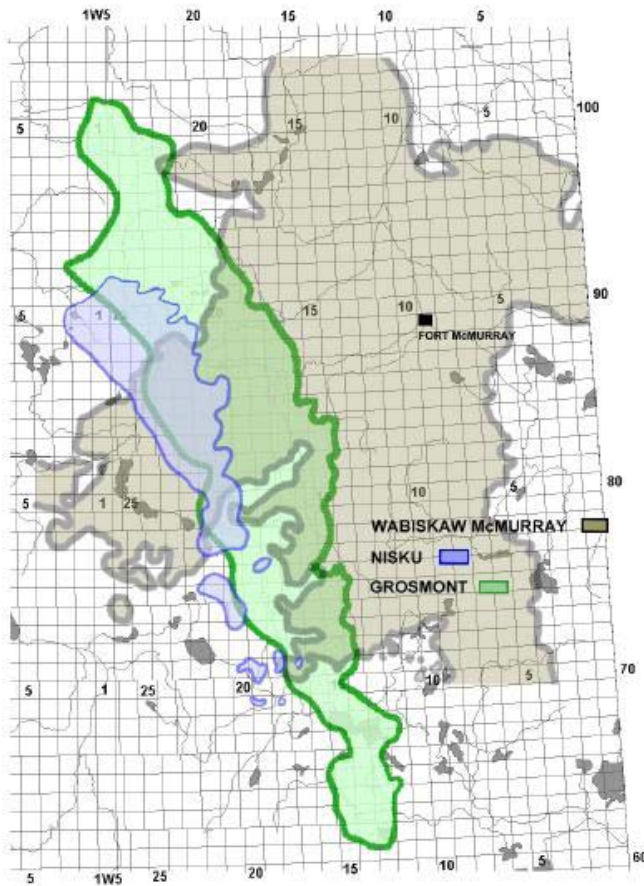 1W5 20 15 10 5
100
5 1 20 15 10 5
90
5 1 15 10 5
FORT McMURRAY
80
5 1 25 10 5
WABISKAW McMURRAY
NISKU
GROSMONT
70
5 1 25 20 10 5
60
5 1W5 25 20 15 10 5